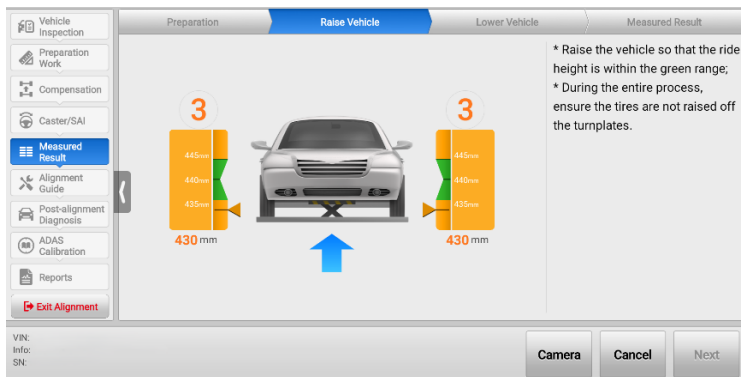 Vehicle
Inspection
Preparation
Work
Compensation
Caster/SAI
Measured
Result
Alignment
Guide
Post-alignment
Diagnosis
ADAS
Calibration
Reports
Exit Alignment
Preparation
Raise Vehicle
Lower Vehicle
Measured Result
3
445mm
440mm
435mm
430 mm
3
445mm
440mm
435mm
430 mm
* Raise the vehicle so that the ride
height is within the green range;
* During the entire process,
ensure the tires are not raised off
the turnplates.
VIN:
Info:
SN:
Camera
Cancel
Next